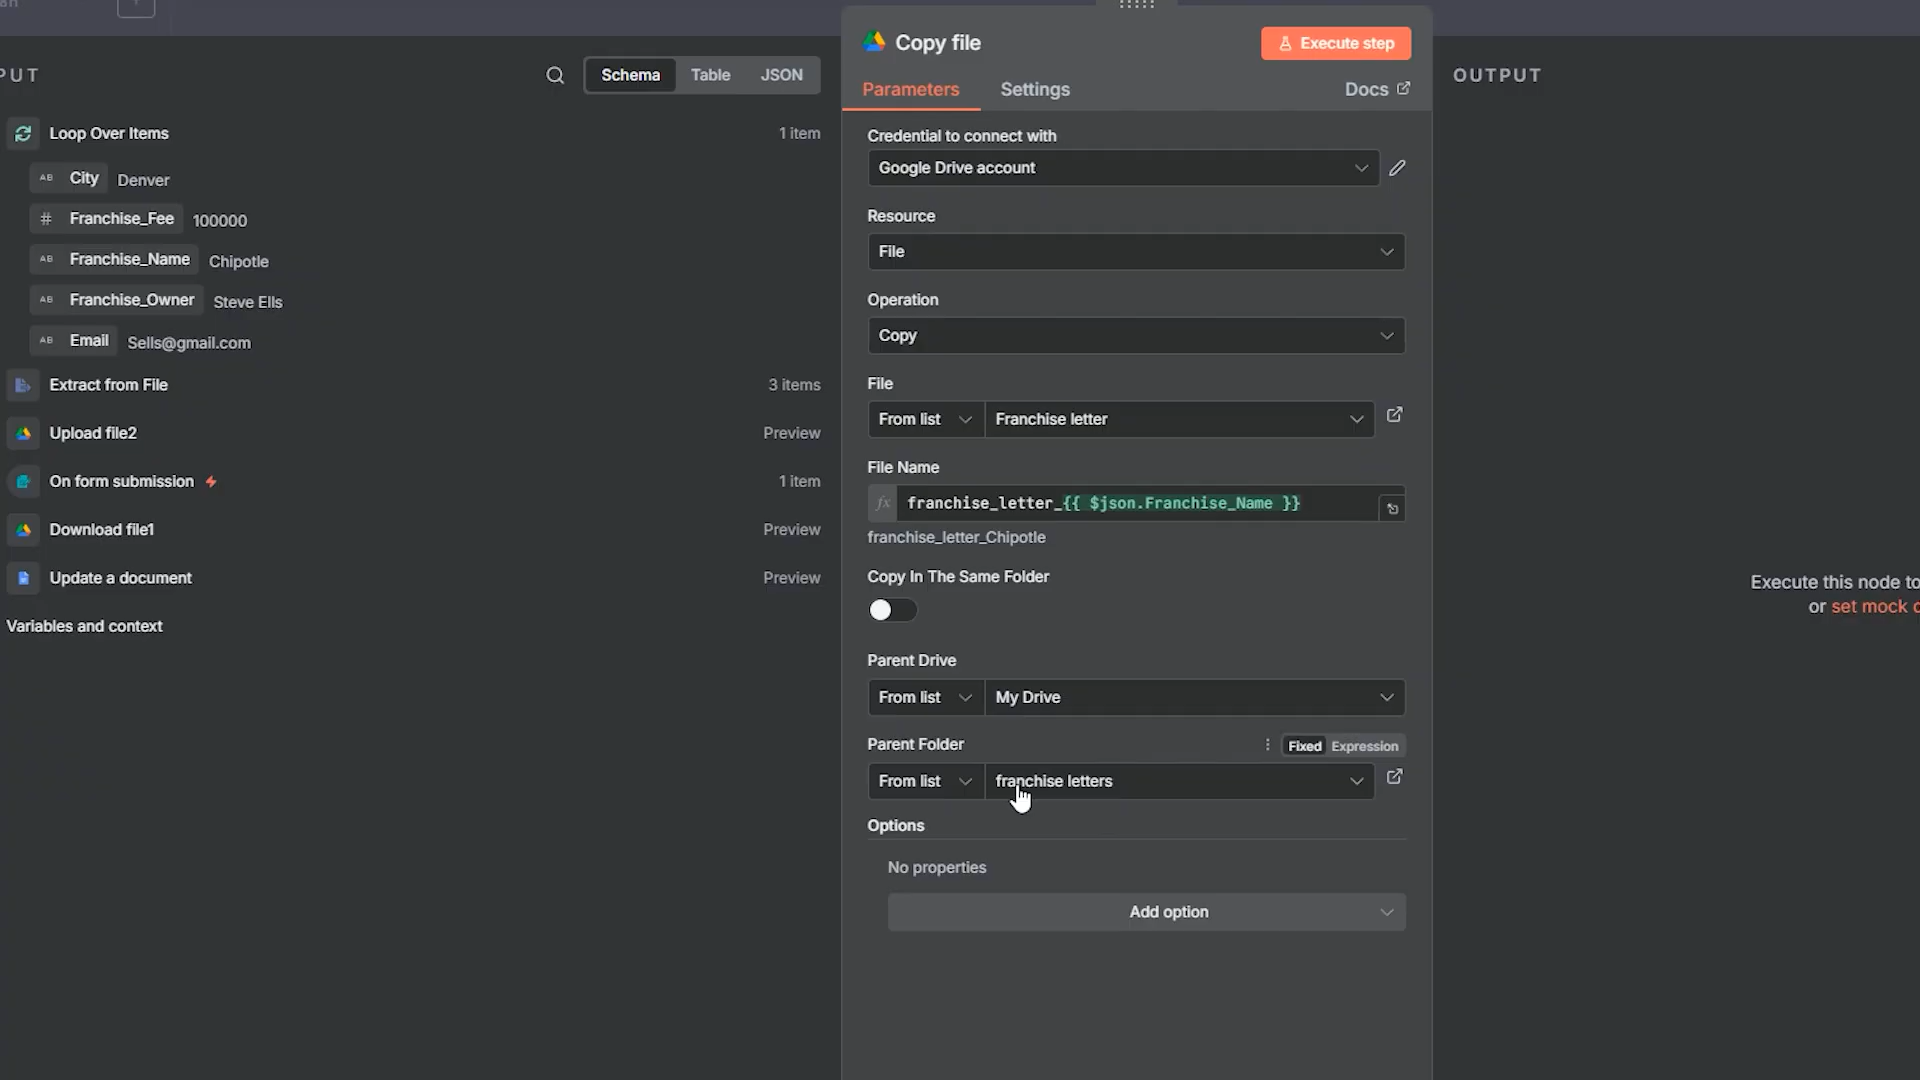 PUT
Schema
Table
JSON
Loop Over Items
1 item
AB City Denver
# Franchise_Fee 100000
AB Franchise_Name Chipotle
AB Franchise_Owner Steve Ells
AB Email Sells@gmail.com
Extract from File
3 items
Upload file2
Preview
On form submission
1 item
Download file1
Preview
Update a document
Preview
Variables and context
Copy file
Execute step
Parameters
Settings
Docs
Credential to connect with
Google Drive account
Resource
File
Operation
Copy
File
From list
Franchise letter
File Name
fx franchise_letter_{{ $json.Franchise_Name }}
franchise_letter_Chipotle
Copy In The Same Folder
Parent Drive
From list
My Drive
Parent Folder
Fixed
Expression
From list
franchise letters
Options
No properties
Add option
OUTPUT
Execute this node to
or set mock